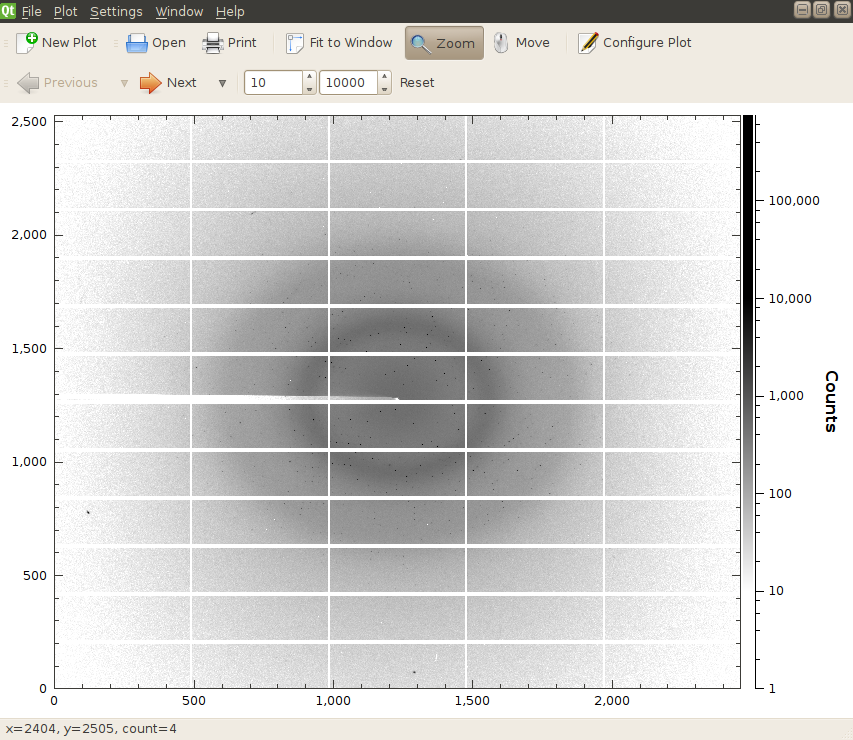 Qt File Plot Settings Window Help
New Plot Open Print Fit to Window Zoom Move Configure Plot
Previous Next 10 10000 Reset
2,500
2,000
1,500
1,000
500
0
0 500 1,000 1,500 2,000
100,000
10,000
1,000
100
10
1
Counts
x=2404, y=2505, count=4